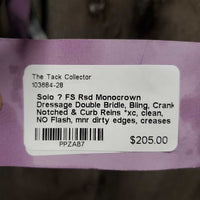 The Tack Collector
103684-28
Solo ? FS Rsd Monocrown
Dressage Double Bridle, Bling, Crank
Notched & Curb Reins *xc, clean,
NO Flash, mnr dirty edges, creases
$205.00
PPZA87